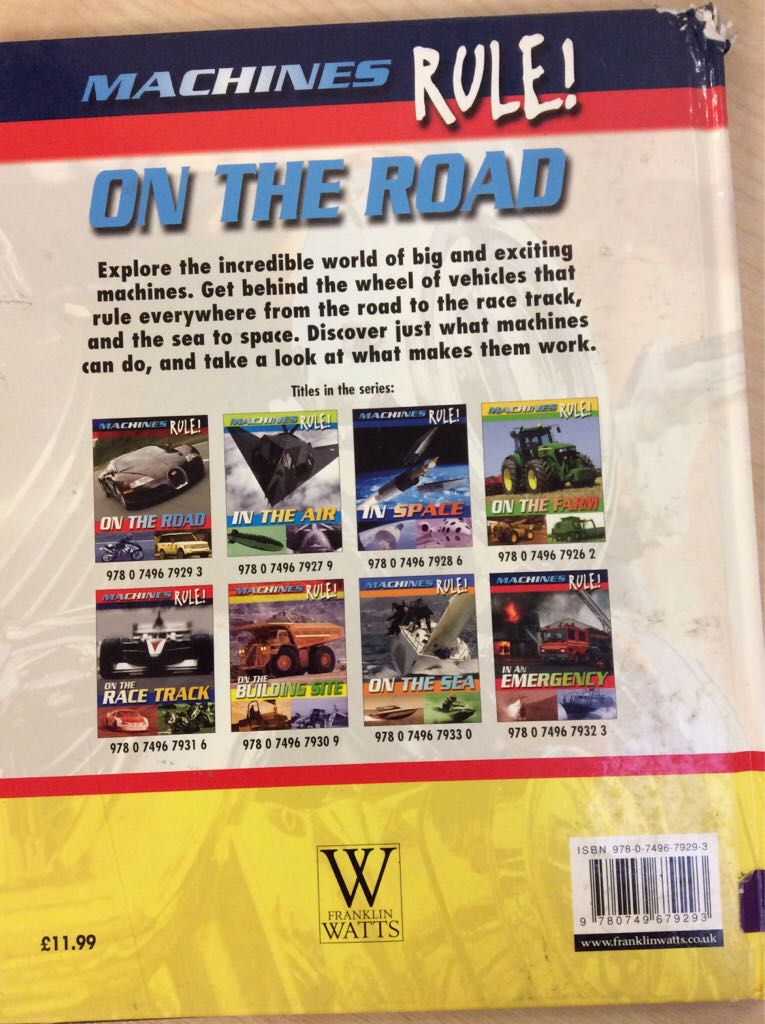 MACHINES RULE!
ON THE ROAD
Explore the incredible world of big and exciting
machines. Get behind the wheel of vehicles that
rule everywhere from the road to the race track,
and the sea to space. Discover just what machines
can do, and take a look at what makes them work.
Titles in the series:
MACHINES RULE!
ON THE ROAD
978 0 7496 7929 3
MACHINES RULE!
IN THE AIR
978 0 7496 7927 9
MACHINES RULE!
IN SPACE
978 0 7496 7928 6
MACHINES RULE!
ON THE FARM
978 0 7496 7926 2
MACHINES RULE!
ON THE
RACE TRACK
978 0 7496 7931 6
MACHINES RULE!
ON THE
BUILDING SITE
978 0 7496 7930 9
MACHINES RULE!
ON THE SEA
978 0 7496 7933 0
MACHINES RULE!
IN AN
EMERGENCY
978 0 7496 7932 3
£11.99
W
FRANKLIN
WATTS
ISBN 978-0-7496-7929-3
9 780749 679293
www.franklinwatts.co.uk